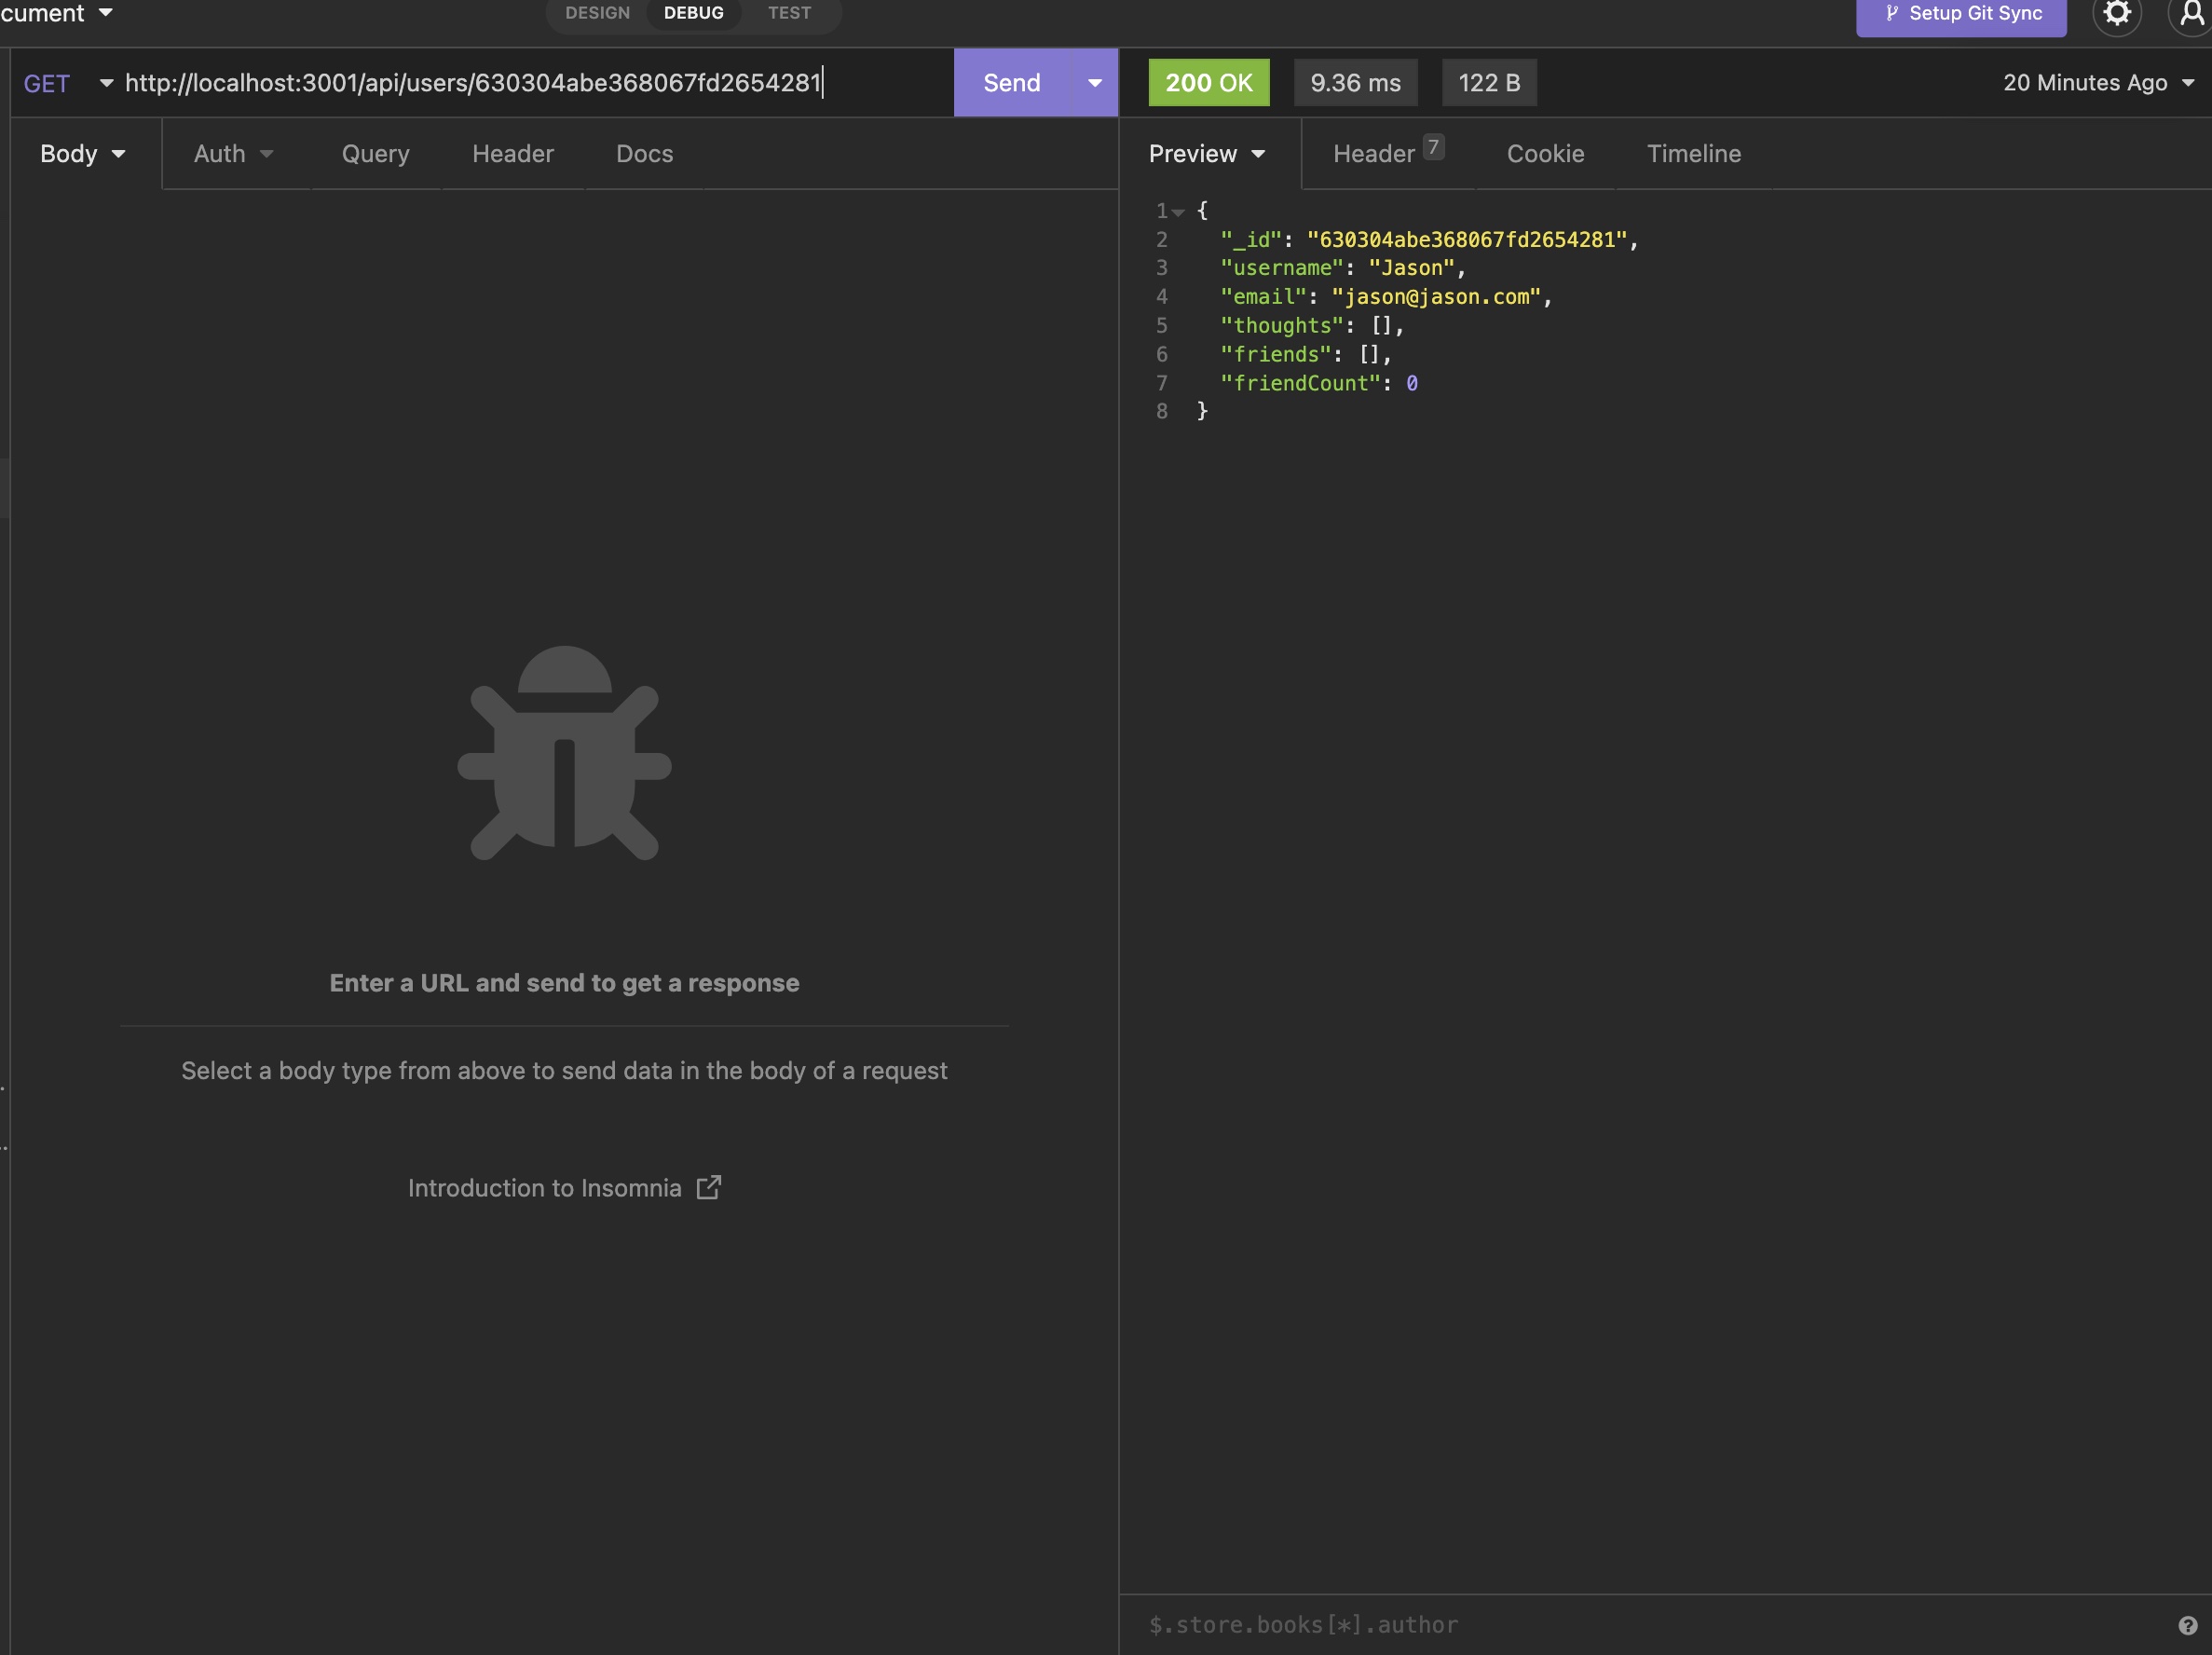 cument
DESIGN DEBUG TEST
Setup Git Sync
GET http://localhost:3001/api/users/630304abe368067fd2654281 Send
200 OK 9.36 ms 122 B 20 Minutes Ago
Body Auth Query Header Docs
Preview Header 7 Cookie Timeline
1 {
2 "_id": "630304abe368067fd2654281",
3 "username": "Jason",
4 "email": "jason@jason.com",
5 "thoughts": [],
6 "friends": [],
7 "friendCount": 0
8 }
Enter a URL and send to get a response
Select a body type from above to send data in the body of a request
Introduction to Insomnia
$.store.books[*].author